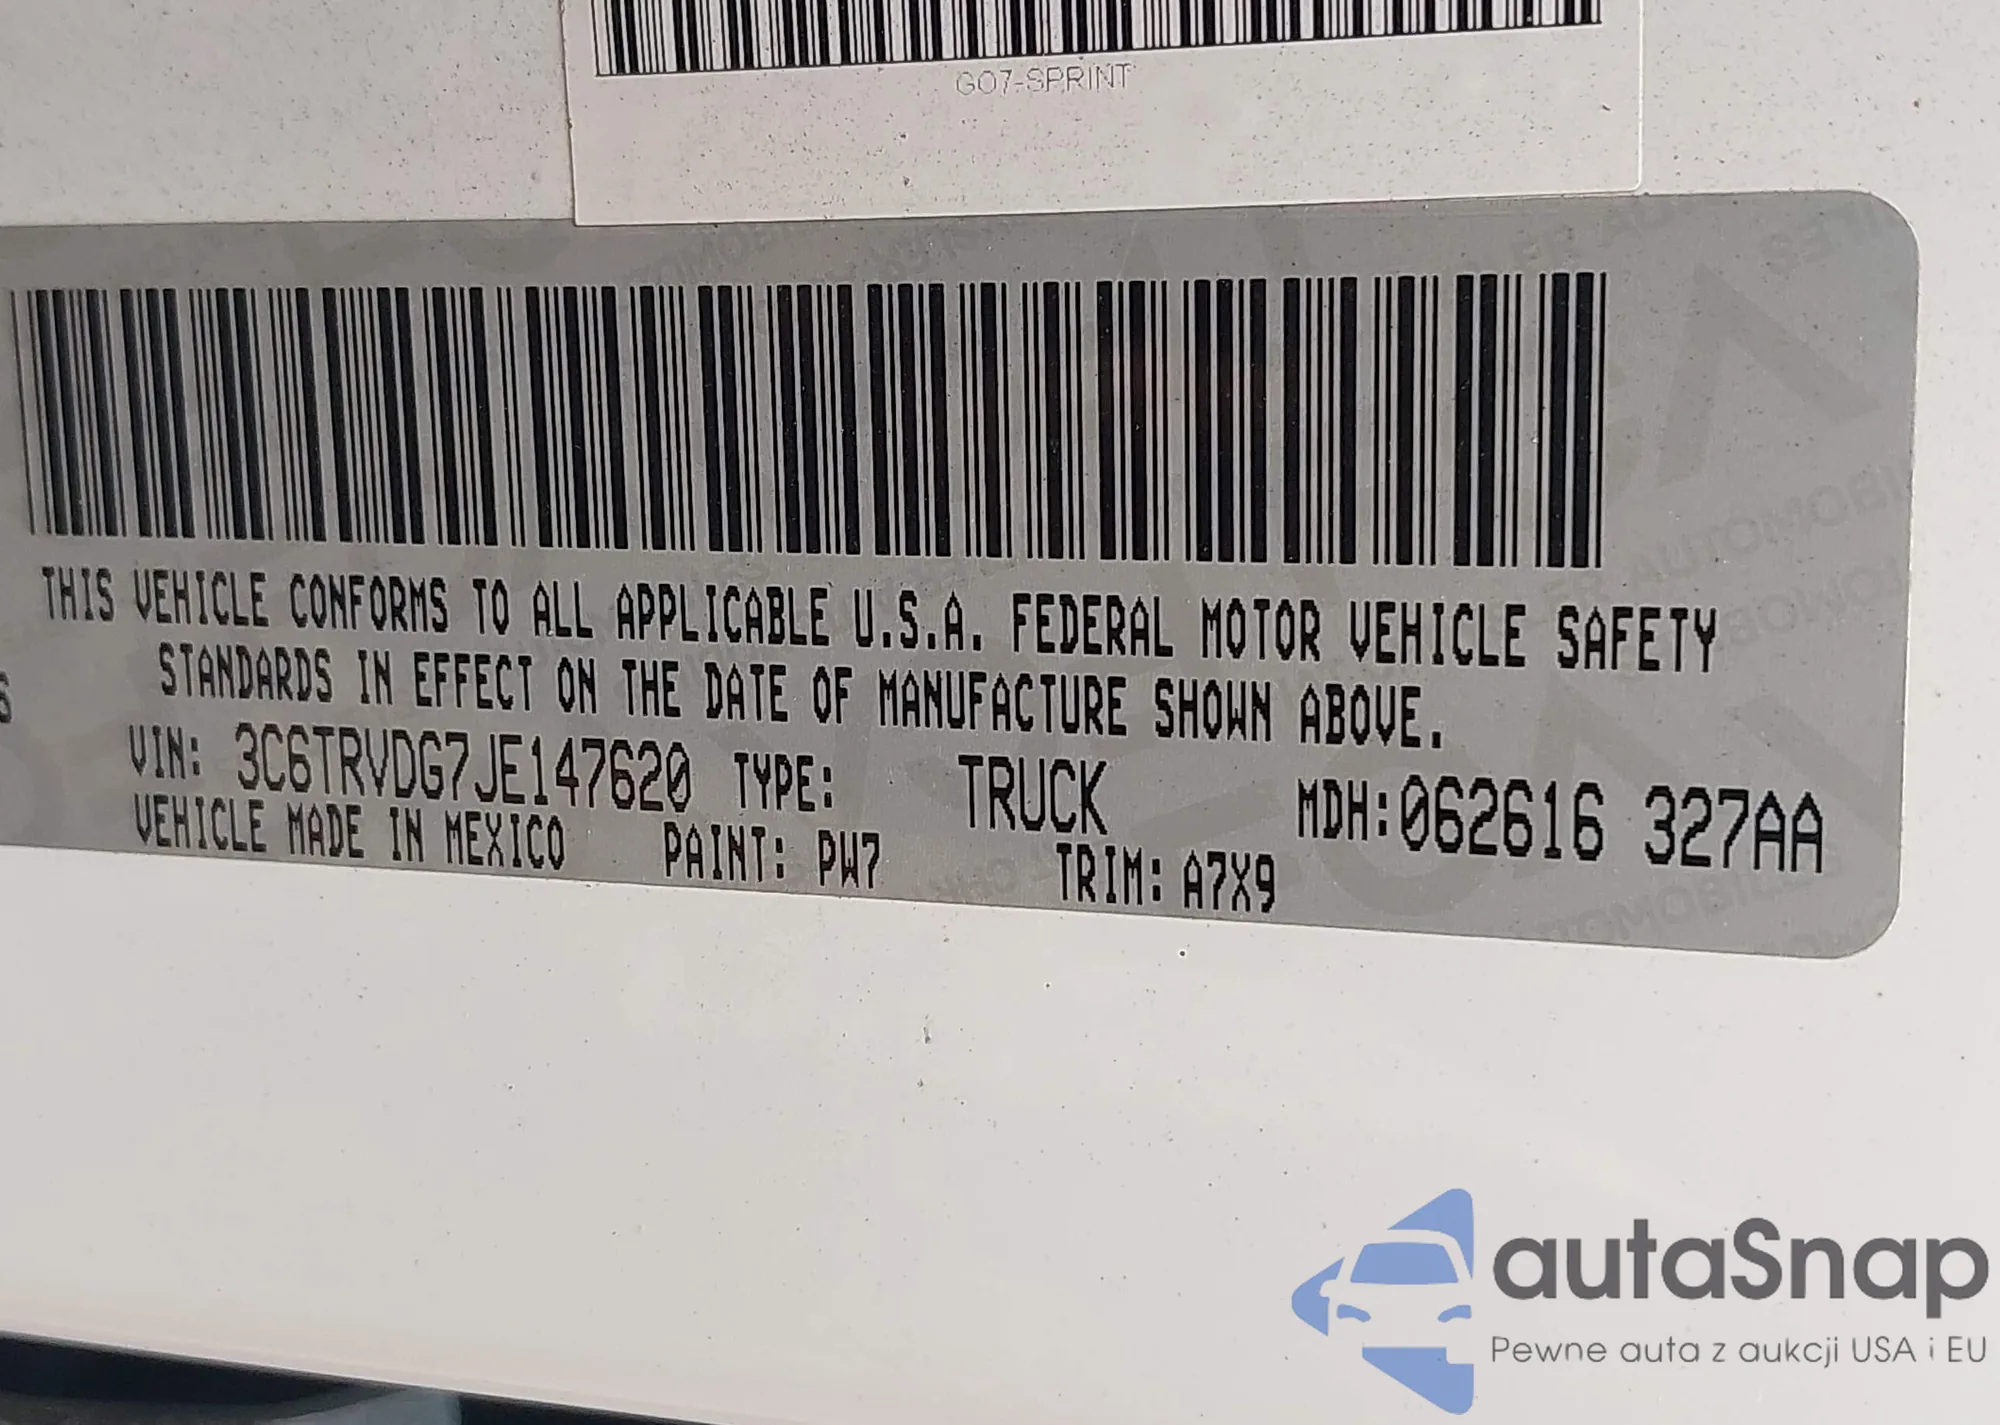 G07-SPRINT
THIS VEHICLE CONFORMS TO ALL APPLICABLE U.S.A. FEDERAL MOTOR VEHICLE SAFETY
STANDARDS IN EFFECT ON THE DATE OF MANUFACTURE SHOWN ABOVE.
VIN: 3C6TRVDG7JE147620 TYPE: TRUCK MDH:062616 327AA
VEHICLE MADE IN MEXICO PAINT: PW7 TRIM: A7X9
autaSnap
Pewne auta z aukcji USA i EU